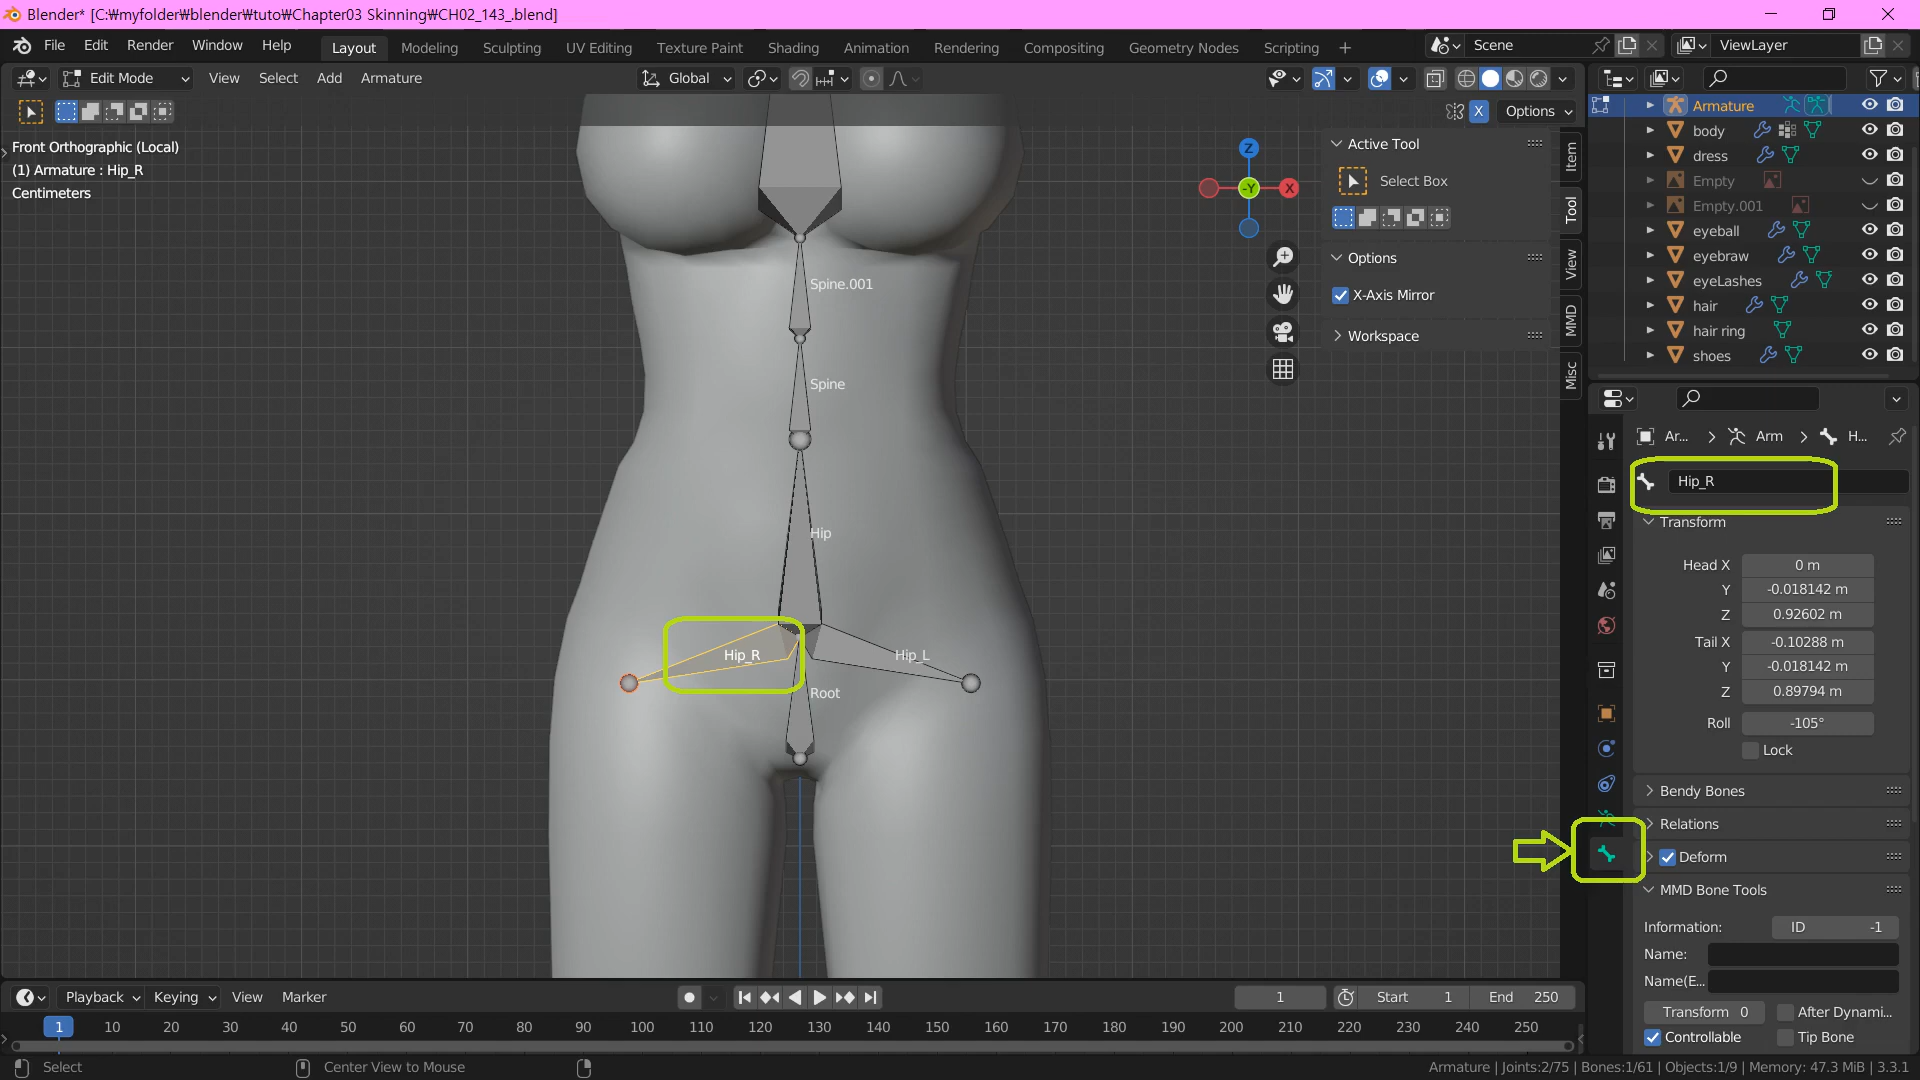 Blender* [C:₩myfolder₩blender₩tuto₩Chapter03 Skinning₩CH02_143_.blend]
File Edit Render Window Help Layout Modeling Sculpting UV Editing Texture Paint Shading Animation Rendering Compositing Geometry Nodes Scripting + Scene ViewLayer
Edit Mode View Select Add Armature Global
X Options
Front Orthographic (Local)
(1) Armature : Hip_R
Centimeters
Z
-Y
X
Spine.001
Spine
Hip
Hip_R
Hip_L
Root
Active Tool
Select Box
Options
X-Axis Mirror
Workspace
Item
Tool
View
MMD
Misc
Armature
body
dress
Empty
Empty.001
eyeball
eyebraw
eyeLashes
hair
hair ring
shoes
Ar... Arm H...
Hip_R
Transform
Head X 0 m
Y -0.018142 m
Z 0.92602 m
Tail X -0.10288 m
Y -0.018142 m
Z 0.89794 m
Roll -105°
Lock
Bendy Bones
Relations
Deform
MMD Bone Tools
Information: ID -1
Name:
Name(E...
Transform 0 After Dynami...
Controllable Tip Bone
Playback Keying View Marker 1 Start 1 End 250
1 10 20 30 40 50 60 70 80 90 100 110 120 130 140 150 160 170 180 190 200 210 220 230 240 250
Select Center View to Mouse Armature | Joints:2/75 | Bones:1/61 | Objects:1/9 | Memory: 47.3 MiB | 3.3.1